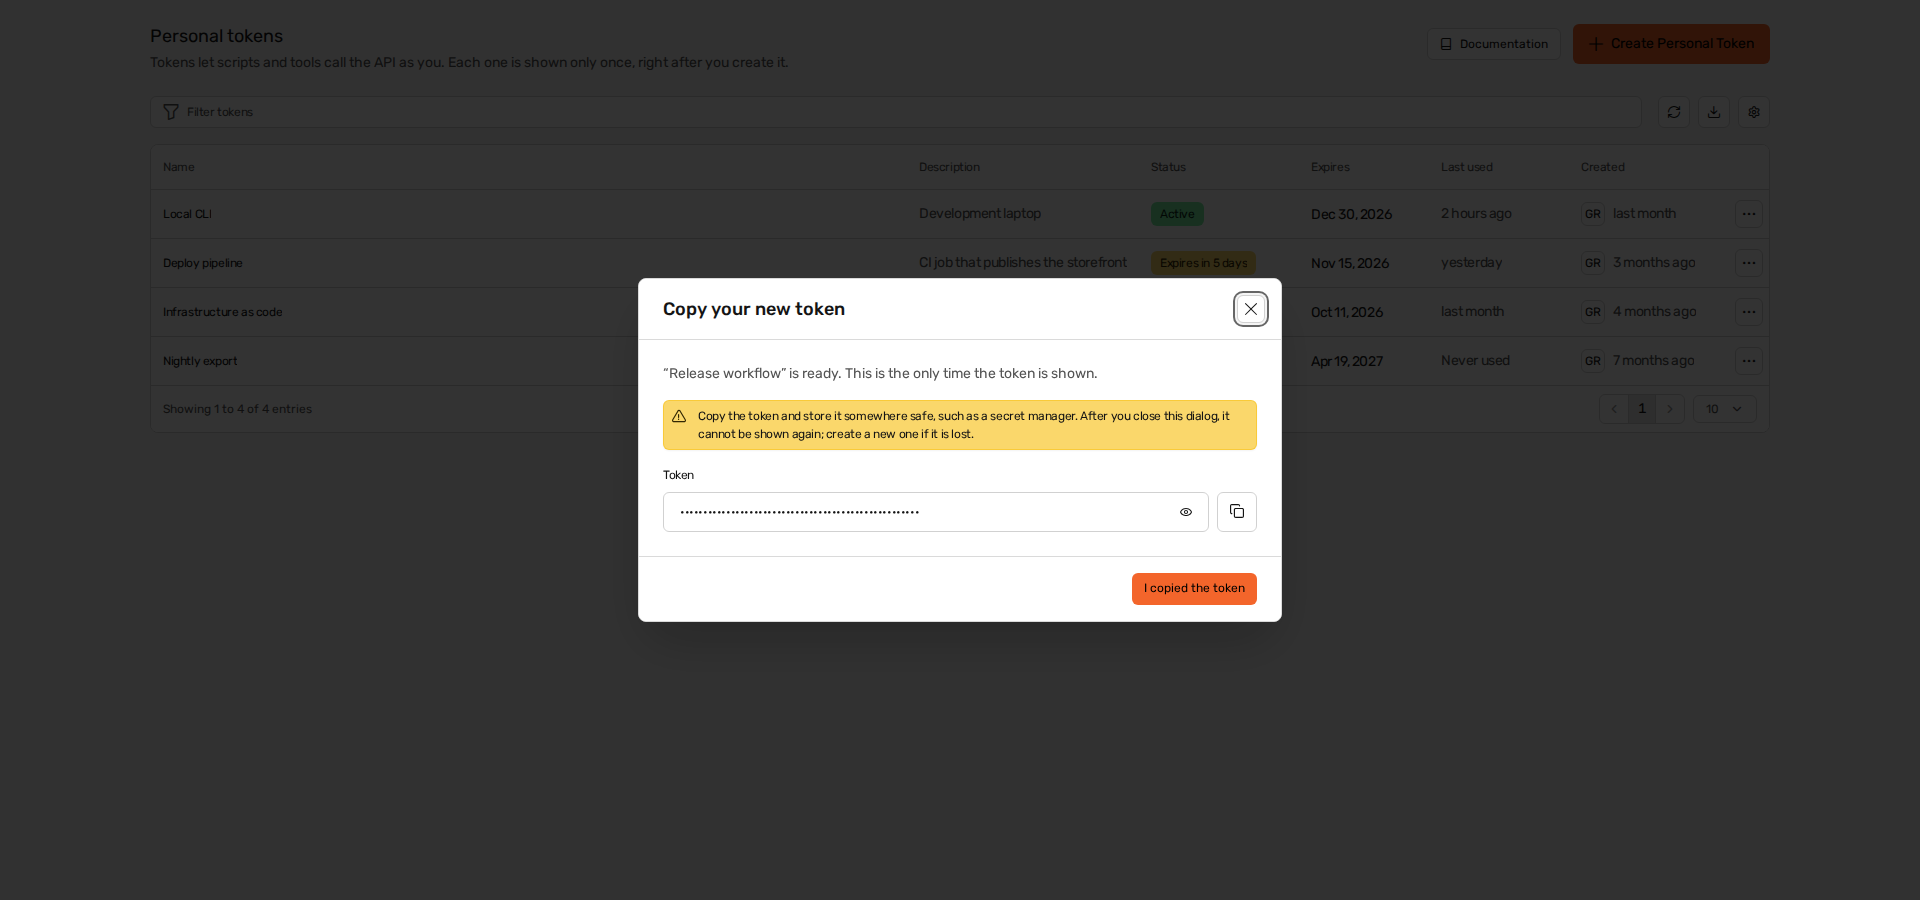 Personal tokens
Tokens let scripts and tools call the API as you. Each one is shown only once, right after you create it.
Documentation
Create Personal Token
Filter tokens
Name Description Status Expires Last used Created
Local CLI Development laptop Active Dec 30, 2026 2 hours ago GR last month
Deploy pipeline CI job that publishes the storefront Expires in 5 days Nov 15, 2026 yesterday GR 3 months ago
Infrastructure as code Oct 11, 2026 last month GR 4 months ago
Nightly export Apr 19, 2027 Never used GR 7 months ago
Showing 1 to 4 of 4 entries 1 10
Copy your new token
“Release workflow” is ready. This is the only time the token is shown.
Copy the token and store it somewhere safe, such as a secret manager. After you close this dialog, it
cannot be shown again; create a new one if it is lost.
Token
I copied the token